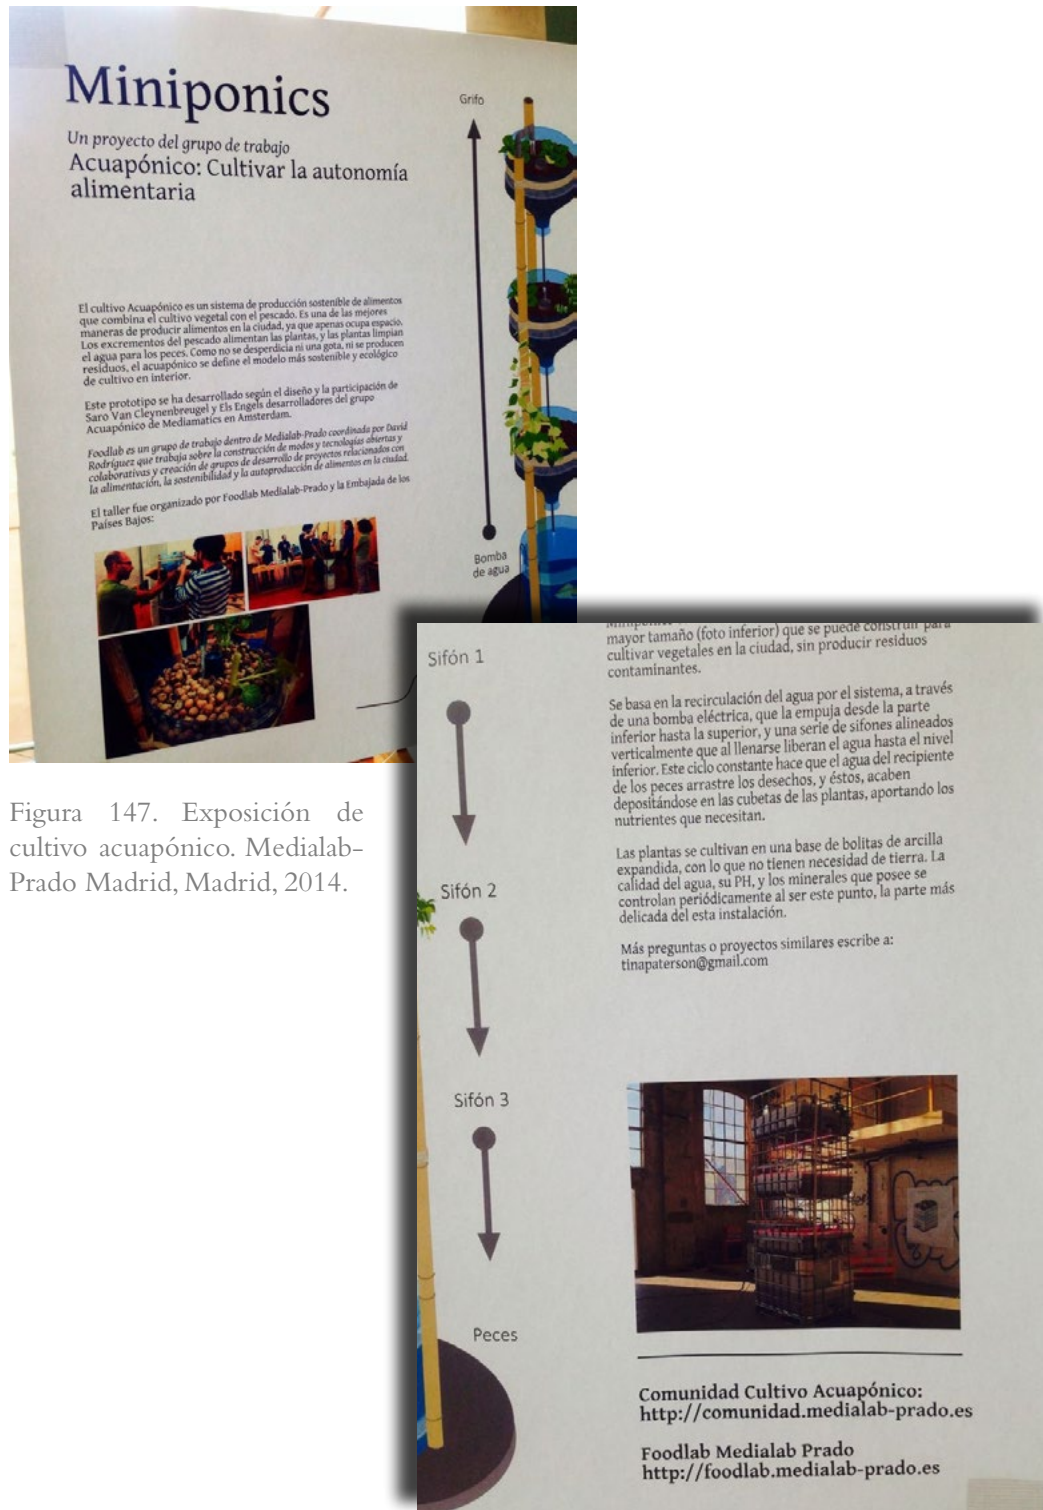 Miniponics
Un proyecto del grupo de trabajo
Acuapónico: Cultivar la autonomía
alimentaria
El cultivo Acuapónico es un sistema de producción sostenible de alimentos
que combina el cultivo vegetal con el pescado. Es una de las mejores
maneras de producir alimentos en la ciudad, ya que apenas ocupa espacio.
Los excrementos del pescado alimentan las plantas, y las plantas limpian
el agua para los peces. Como no se desperdicia ni una gota, ni se producen
residuos, el acuapónico se define el modelo más sostenible y ecológico
de cultivo en interior.
Este prototipo se ha desarrollado según el diseño y la participación de
Saro Van Cleynenbreugel y Els Engels desarrolladores del grupo
Acuapónico de Mediamatics en Amsterdam.
Foodlab es un grupo de trabajo dentro de Medialab-Prado coordinada por David
Rodríguez que trabaja sobre la construcción de modos y tecnologías abiertas y
colaborativas y creación de grupos de desarrollo de proyectos relacionados con
la alimentación, la sostenibilidad y la autoproducción de alimentos en la ciudad.
El taller fue organizado por Foodlab Medialab-Prado y la Embajada de los
Países Bajos:
Grifo
Bomba
de agua
Figura 147. Exposición de
cultivo acuapónico. Medialab-
Prado Madrid, Madrid, 2014.
Sifón 1
Sifón 2
Sifón 3
Peces
mayor tamaño (foto inferior) que se puede construir para
cultivar vegetales en la ciudad, sin producir residuos
contaminantes.
Se basa en la recirculación del agua por el sistema, a través
de una bomba eléctrica, que la empuja desde la parte
inferior hasta la superior, y una serie de sifones alineados
verticalmente que al llenarse liberan el agua hasta el nivel
inferior. Este ciclo constante hace que el agua del recipiente
de los peces arrastre los desechos, y éstos, acaben
depositándose en las cubetas de las plantas, aportando los
nutrientes que necesitan.
Las plantas se cultivan en una base de bolitas de arcilla
expandida, con lo que no tienen necesidad de tierra. La
calidad del agua, su PH, y los minerales que posee se
controlan periódicamente al ser este punto, la parte más
delicada del esta instalación.
Más preguntas o proyectos similares escribe a:
tinapaterson@gmail.com
Comunidad Cultivo Acuapónico:
http://comunidad.medialab-prado.es
Foodlab Medialab Prado
http://foodlab.medialab-prado.es